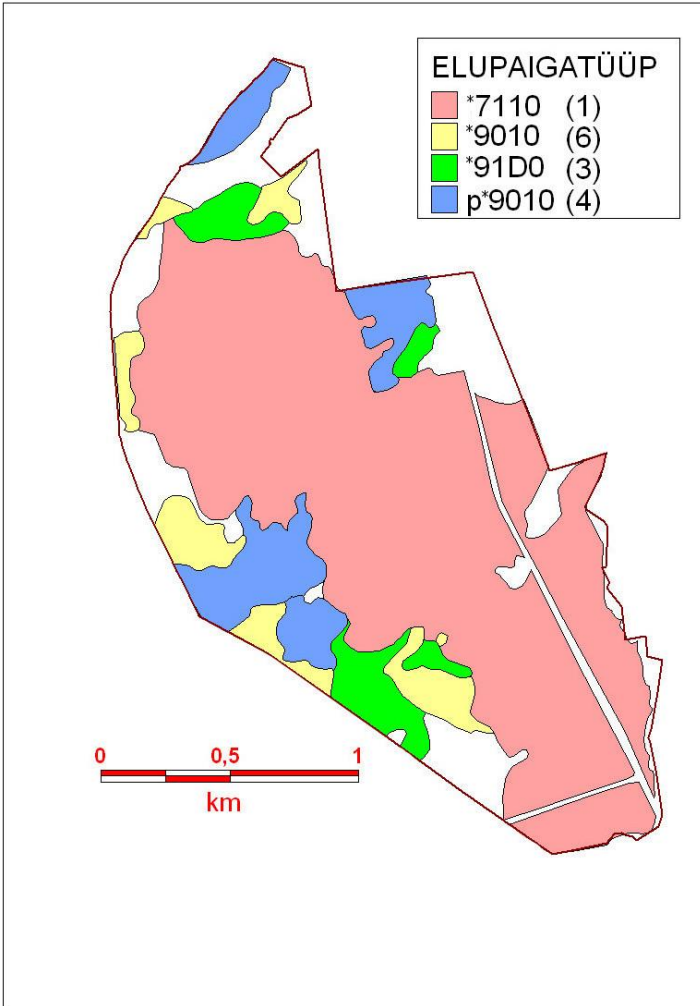 ELUPAIGATÜÜP
*7110 (1)
*9010 (6)
*91D0 (3)
p*9010 (4)
0 0,5 1
km